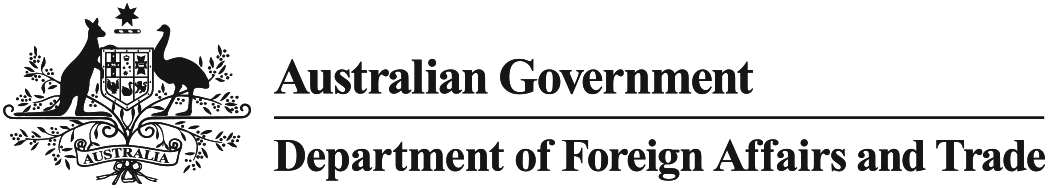 Australian Government
Department of Foreign Affairs and Trade
AUSTRALIA